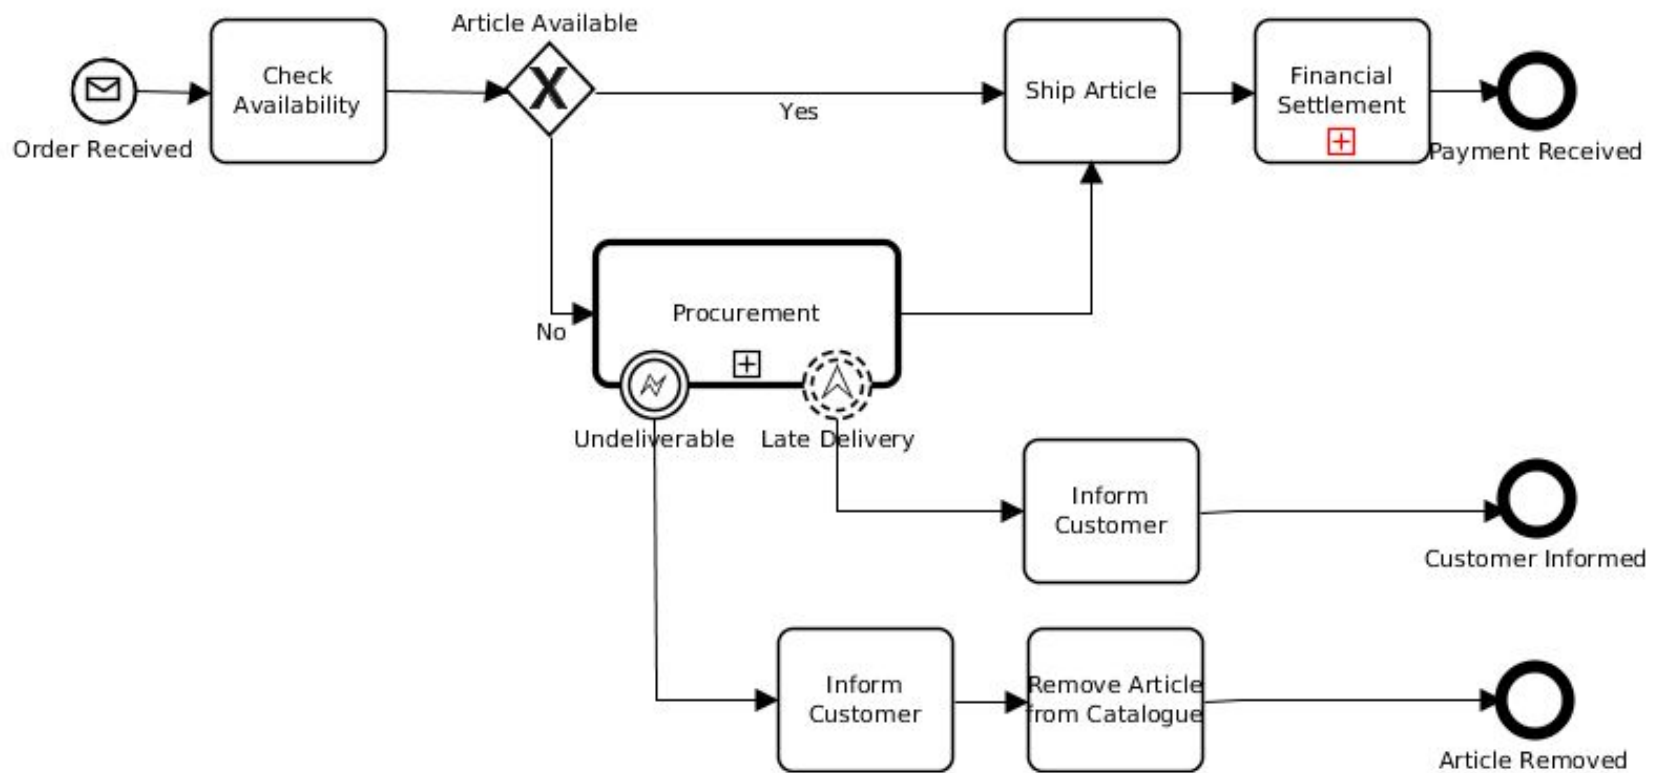 Article Available
Check
Availability
Order Received
Yes
Ship Article
Financial
Settlement
Payment Received
No
Procurement
Undeliverable
Late Delivery
Inform
Customer
Customer Informed
Inform
Customer
Remove Article
from Catalogue
Article Removed